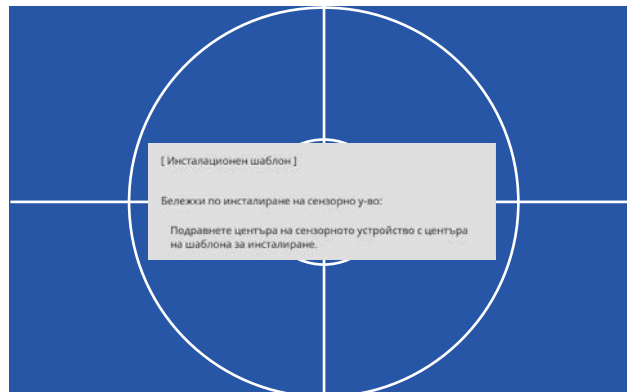 [ Инсталационен шаблон ]
Бележки по инсталиране на сензорно у-во:
Подравнете центъра на сензорното устройство с центъра
на шаблона за инсталиране.